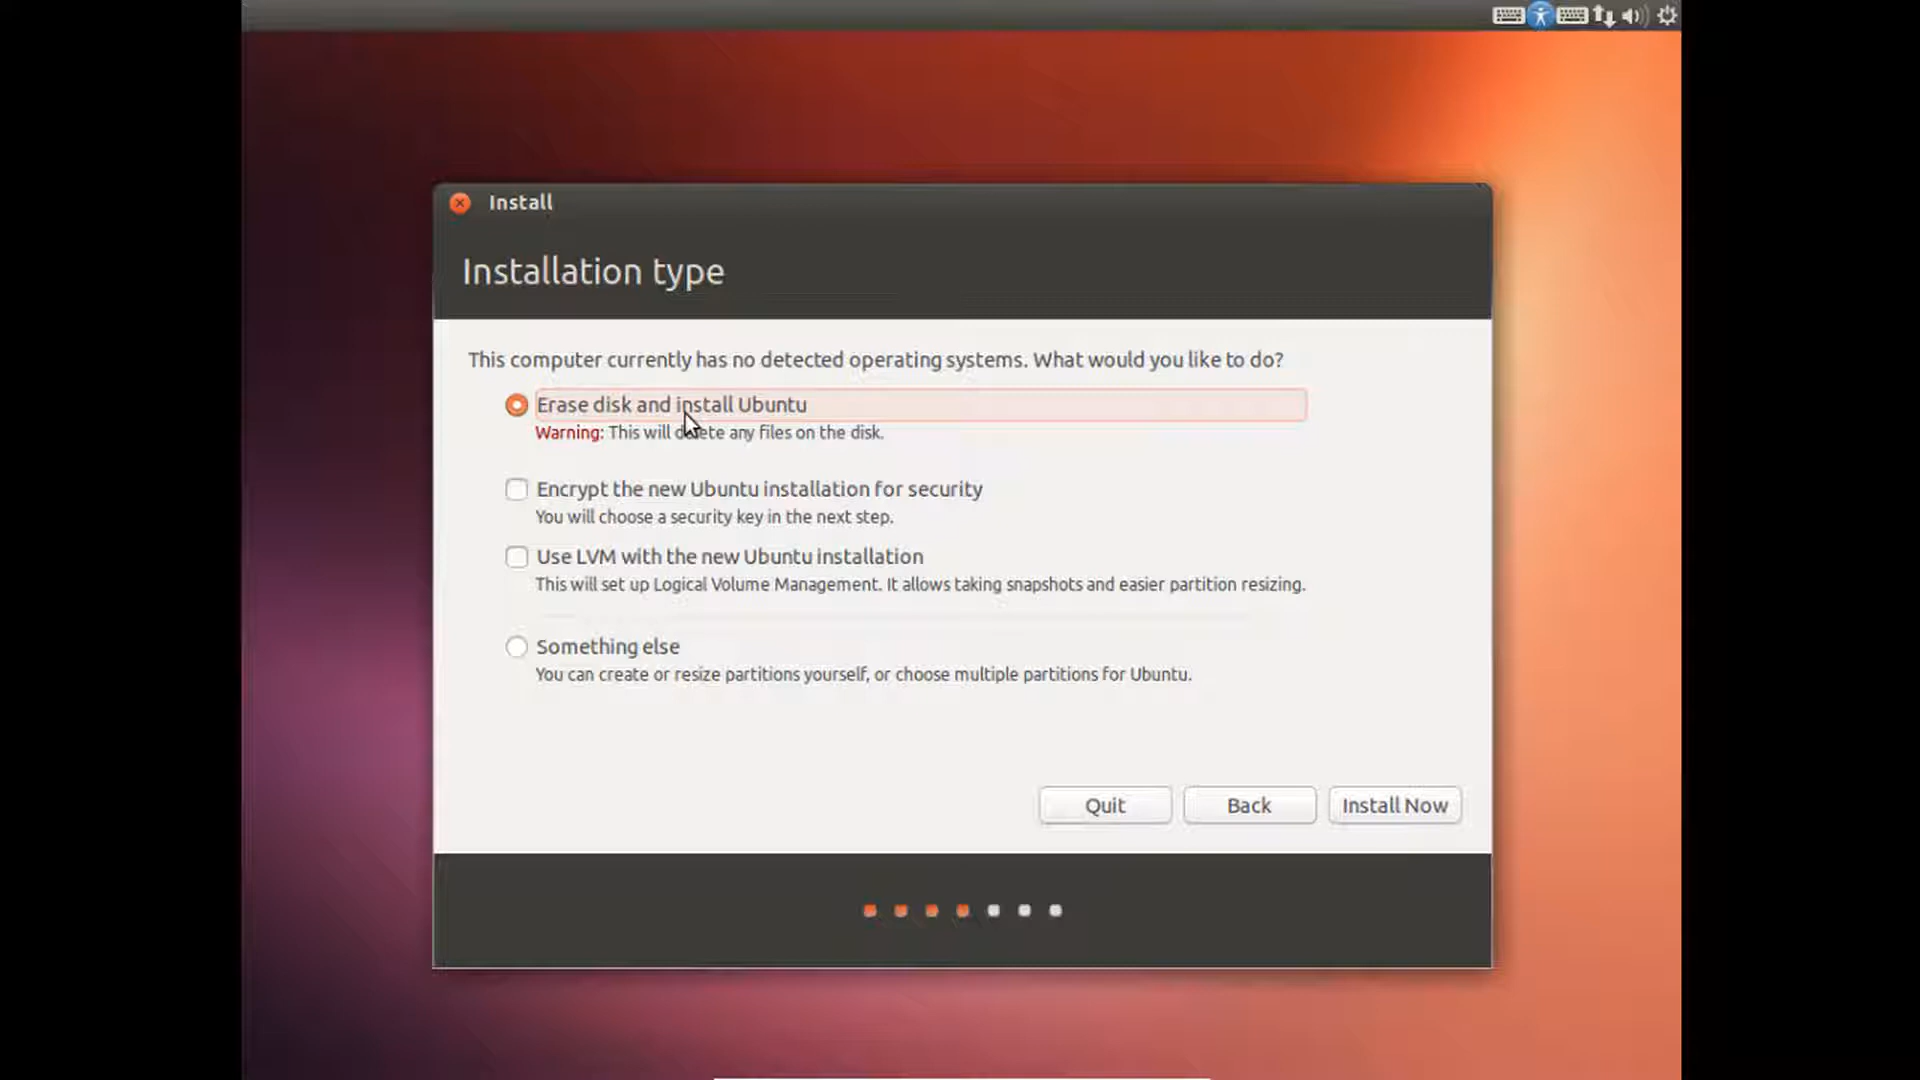 Install
Installation type
This computer currently has no detected operating systems. What would you like to do?
Erase disk and install Ubuntu
Warning: This will delete any files on the disk.
Encrypt the new Ubuntu installation for security
You will choose a security key in the next step.
Use LVM with the new Ubuntu installation
This will set up Logical Volume Management. It allows taking snapshots and easier partition resizing.
Something else
You can create or resize partitions yourself, or choose multiple partitions for Ubuntu.
Quit
Back
Install Now